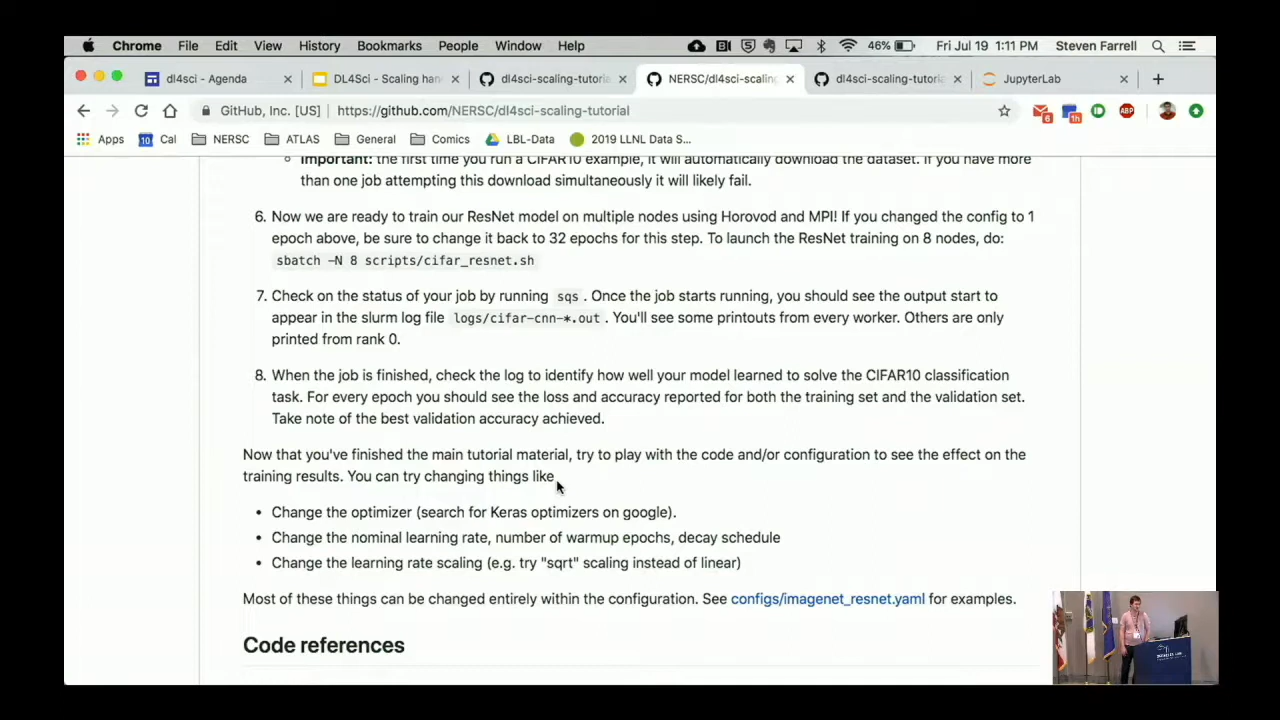 Chrome File Edit View History Bookmarks People Window Help 46% Fri Jul 19 1:11 PM Steven Farrell
dl4sci - Agenda DL4Sci - Scaling han dl4sci-scaling-tutoria NERSC/dl4sci-scaling dl4sci-scaling-tutoria JupyterLab
GitHub, Inc. [US] https://github.com/NERSC/dl4sci-scaling-tutorial 6 1h ABP
Apps 10 Cal NERSC ATLAS General Comics LBL-Data 2019 LLNL Data S...
Important: the first time you run a CIFAR10 example, it will automatically download the dataset. If you have more
than one job attempting this download simultaneously it will likely fail.
6. Now we are ready to train our ResNet model on multiple nodes using Horovod and MPI! If you changed the config to 1
epoch above, be sure to change it back to 32 epochs for this step. To launch the ResNet training on 8 nodes, do:
sbatch -N 8 scripts/cifar_resnet.sh
7. Check on the status of your job by running sqs . Once the job starts running, you should see the output start to
appear in the slurm log file logs/cifar-cnn-*.out . You'll see some printouts from every worker. Others are only
printed from rank 0.
8. When the job is finished, check the log to identify how well your model learned to solve the CIFAR10 classification
task. For every epoch you should see the loss and accuracy reported for both the training set and the validation set.
Take note of the best validation accuracy achieved.
Now that you've finished the main tutorial material, try to play with the code and/or configuration to see the effect on the
training results. You can try changing things like
• Change the optimizer (search for Keras optimizers on google).
• Change the nominal learning rate, number of warmup epochs, decay schedule
• Change the learning rate scaling (e.g. try "sqrt" scaling instead of linear)
Most of these things can be changed entirely within the configuration. See configs/imagenet_resnet.yaml for examples.
Code references